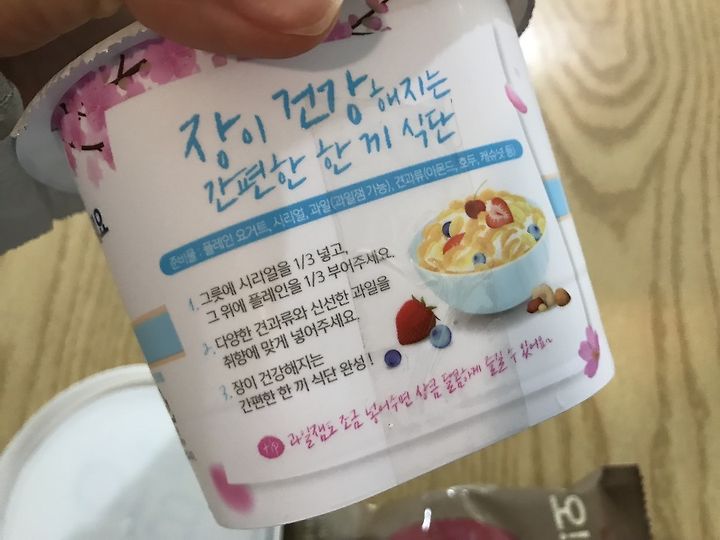 장이 건강해지는
간편한 한 끼 식단
준비물 : 플레인 요거트, 시리얼, 과일(과일잼 가능), 견과류(아몬드, 호두, 캐슈넛 등)
1. 그릇에 시리얼을 1/3 넣고,
그 위에 플레인을 1/3 부어주세요.
2. 다양한 견과류와 신선한 과일을
취향에 맞게 넣어주세요.
3. 장이 건강해지는
간편한 한 끼 식단 완성!
TIP 과일잼도 조금 넣어주면 상큼 달콤하게 즐길 수 있어요~
요